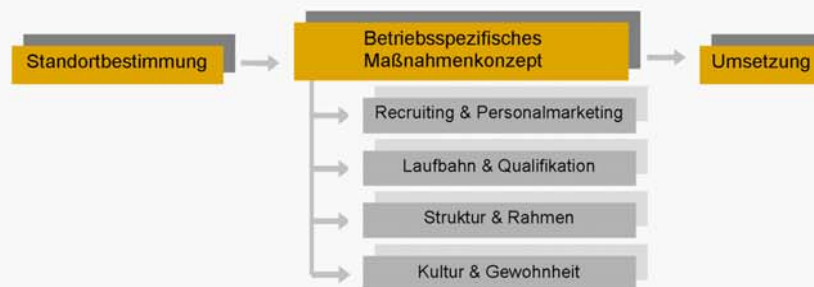 Standortbestimmung
Betriebsspezifisches
Maßnahmenkonzept
Umsetzung
Recruiting & Personalmarketing
Laufbahn & Qualifikation
Struktur & Rahmen
Kultur & Gewohnheit